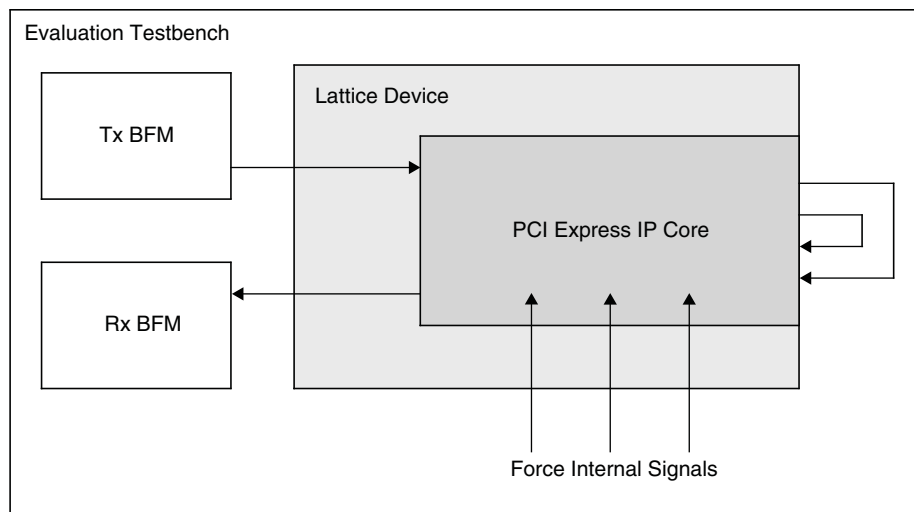 Evaluation Testbench
Lattice Device
Tx BFM
PCI Express IP Core
Rx BFM
Force Internal Signals